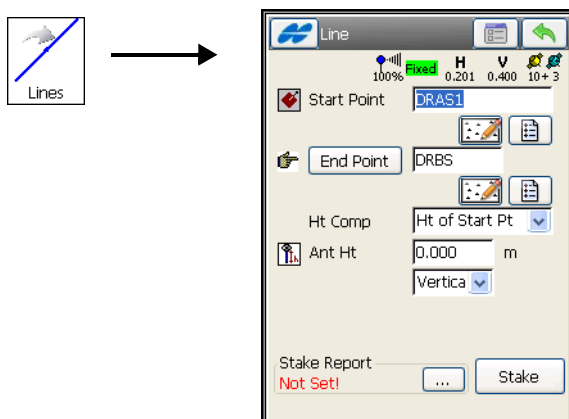 Lines
Line
100% Fixed H 0.201 V 0.400 10+3
Start Point DRAS1
End Point DRBS
Ht Comp Ht of Start Pt
Ant Ht 0.000 m
Vertica
Stake Report
Not Set! ... Stake